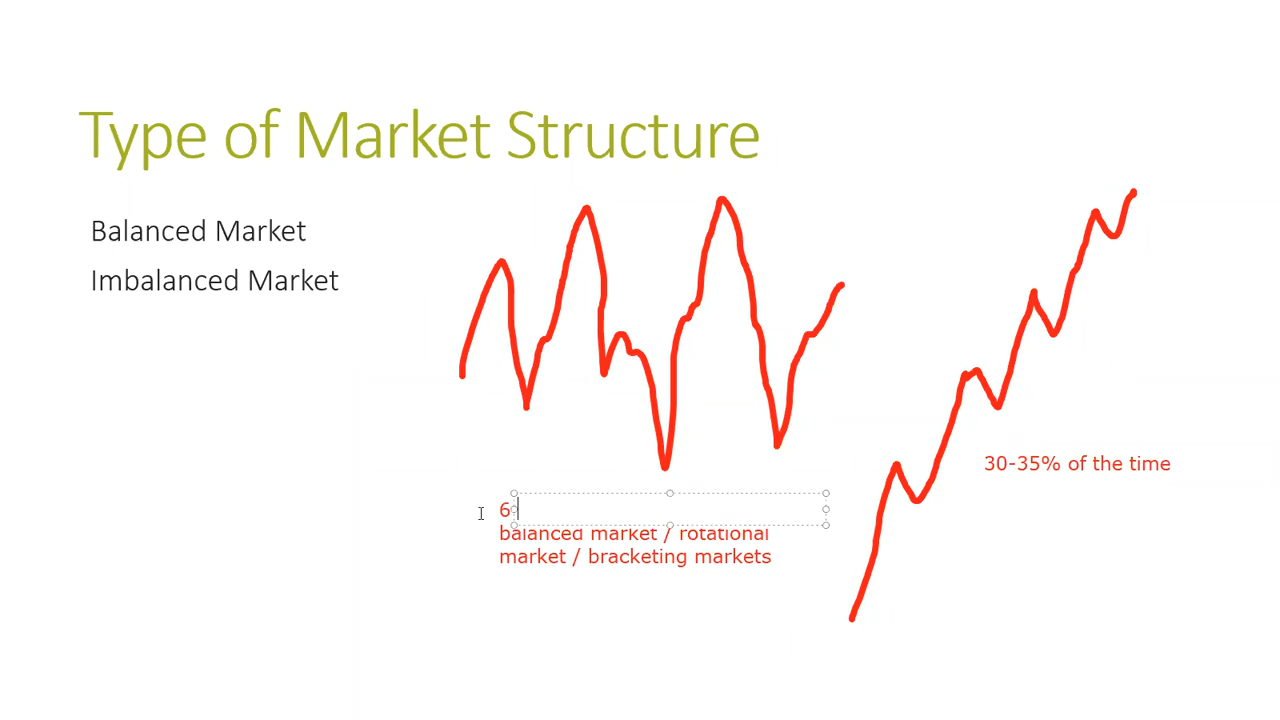 Type of Market Structure
Balanced Market
Imbalanced Market
30-35% of the time
6
balanced market / rotational
market / bracketing markets